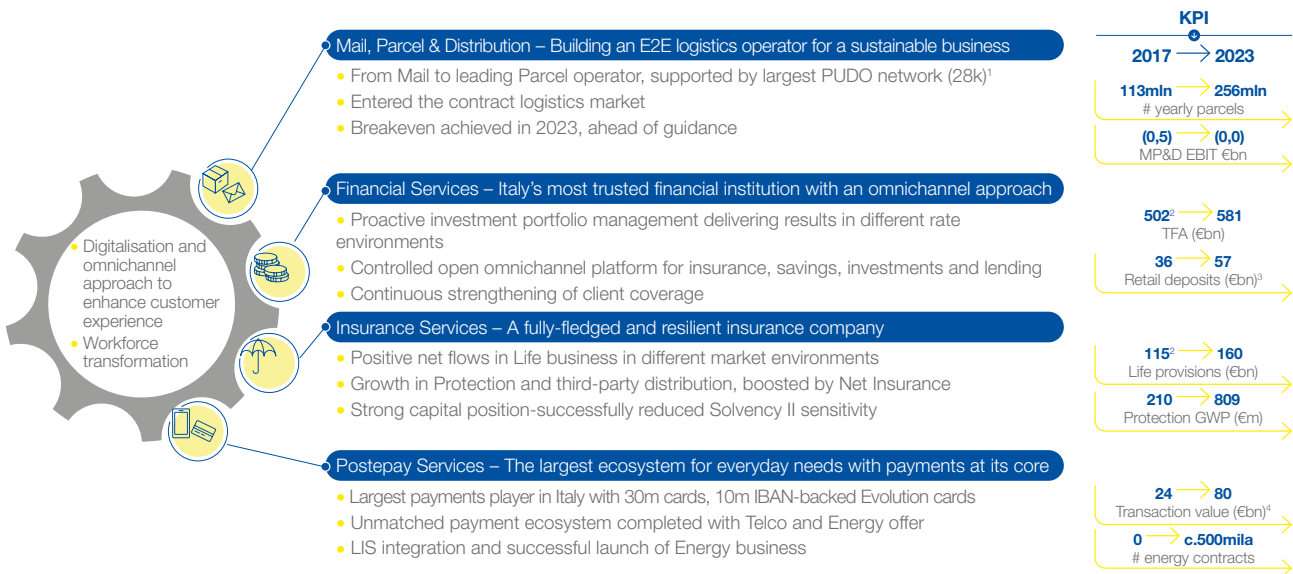 KPI
2017 → 2023
Mail, Parcel & Distribution – Building an E2E logistics operator for a sustainable business
• From Mail to leading Parcel operator, supported by largest PUDO network (28k)¹
• Entered the contract logistics market
• Breakeven achieved in 2023, ahead of guidance
113mln → 256mln
# yearly parcels
(0,5) → (0,0)
MP&D EBIT €bn
Financial Services – Italy's most trusted financial institution with an omnichannel approach
• Proactive investment portfolio management delivering results in different rate
environments
• Controlled open omnichannel platform for insurance, savings, investments and lending
• Continuous strengthening of client coverage
502² → 581
TFA (€bn)
36 → 57
Retail deposits (€bn)³
• Digitalisation and
omnichannel
approach to
enhance customer
experience
• Workforce
transformation
Insurance Services – A fully-fledged and resilient insurance company
• Positive net flows in Life business in different market environments
• Growth in Protection and third-party distribution, boosted by Net Insurance
• Strong capital position-successfully reduced Solvency II sensitivity
115² → 160
Life provisions (€bn)
210 → 809
Protection GWP (€m)
Postepay Services – The largest ecosystem for everyday needs with payments at its core
• Largest payments player in Italy with 30m cards, 10m IBAN-backed Evolution cards
• Unmatched payment ecosystem completed with Telco and Energy offer
• LIS integration and successful launch of Energy business
24 → 80
Transaction value (€bn)⁴
0 → c.500mila
# energy contracts